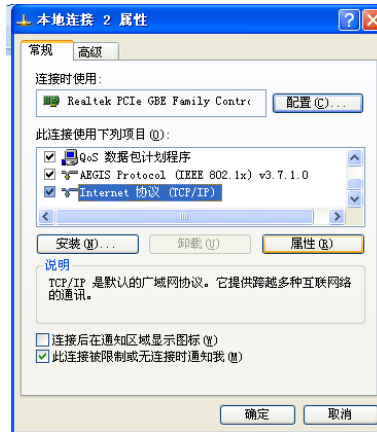 本地连接 2 属性
常规 高级
连接时使用:
Realtek PCIe GBE Family Contr
配置(C)...
此连接使用下列项目(O):
QoS 数据包计划程序
AEGIS Protocol (IEEE 802.1x) v3.7.1.0
Internet 协议 (TCP/IP)
安装(N)... 卸载(U) 属性(R)
说明
TCP/IP 是默认的广域网协议。它提供跨越多种互联网络
的通讯。
连接后在通知区域显示图标(W)
此连接被限制或无连接时通知我(M)
确定 取消